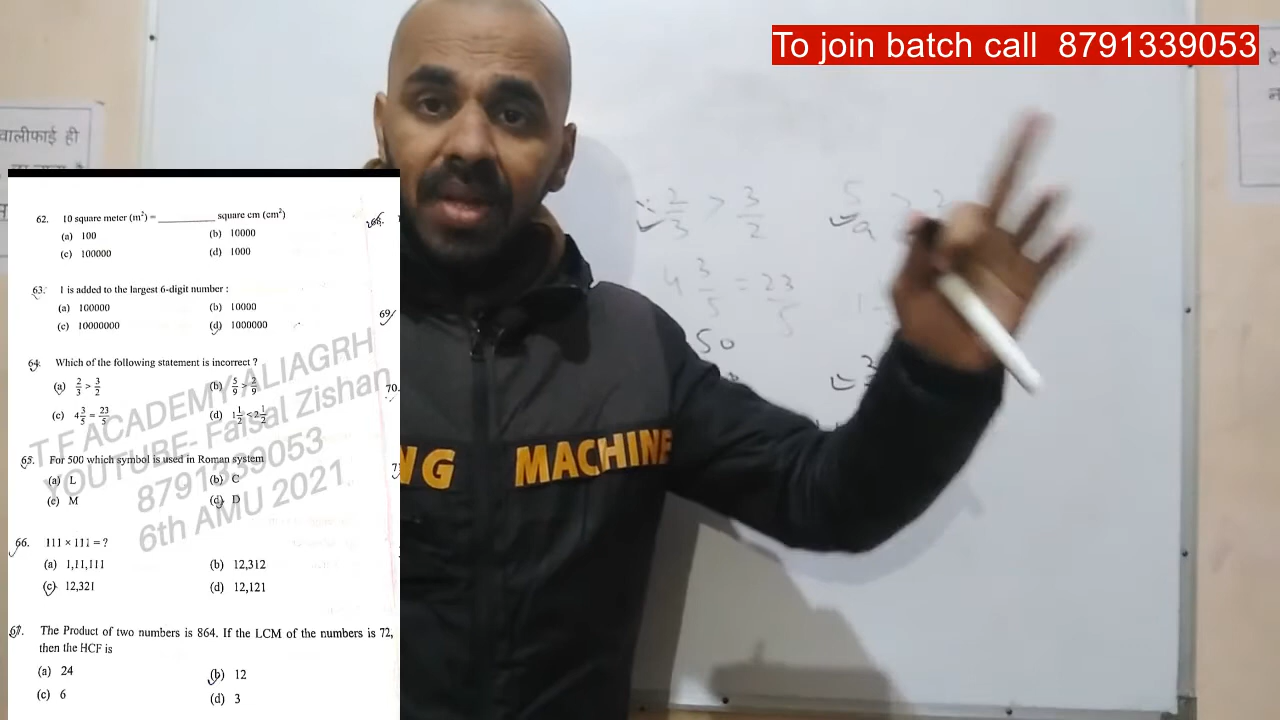 To join batch call 8791339053
वालीफाई ही
62. 10 square meter (m²) = __________ square cm (cm²)
(a) 100 (b) 10000
(c) 100000 (d) 1000
63. 1 is added to the largest 6-digit number :
(a) 100000 (b) 10000
(c) 10000000 (d) 1000000
64. Which of the following statement is incorrect ?
(a) 2/3 > 3/2 (b) 5/9 > 2/9
(c) 4 3/5 = 23/5 (d) 1 1/2 < 2 1/2
65. For 500 which symbol is used in Roman system
(a) L (b) C
(c) M (d) D
66. 111 × 111 = ?
(a) 1,11,111 (b) 12,312
(c) 12,321 (d) 12,121
67. The Product of two numbers is 864. If the LCM of the numbers is 72,
then the HCF is
(a) 24 (b) 12
(c) 6 (d) 3
69
70.
T.F ACADEMY ALIAGRH
YOUTUBE- Faisal Zishan
8791339053
6th AMU 2021
2/3 > 3/2
4 3/5 = 23/5
50
NG MACHINE